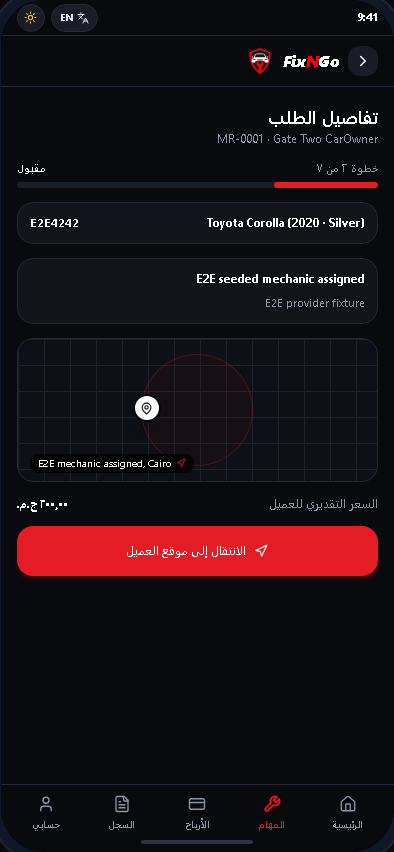 9:41
EN
FixNGo
تفاصيل الطلب
MR-0001 · Gate Two CarOwner
خطوة ٢ من ٧
مقبول
Toyota Corolla (2020 · Silver)
E2E4242
E2E seeded mechanic assigned
E2E provider fixture
E2E mechanic assigned, Cairo
السعر التقديري للعميل
٢٠٠٫٠٠ ج.م.
الانتقال إلى موقع العميل
الرئيسية
المهام
الأرباح
السجل
حسابي